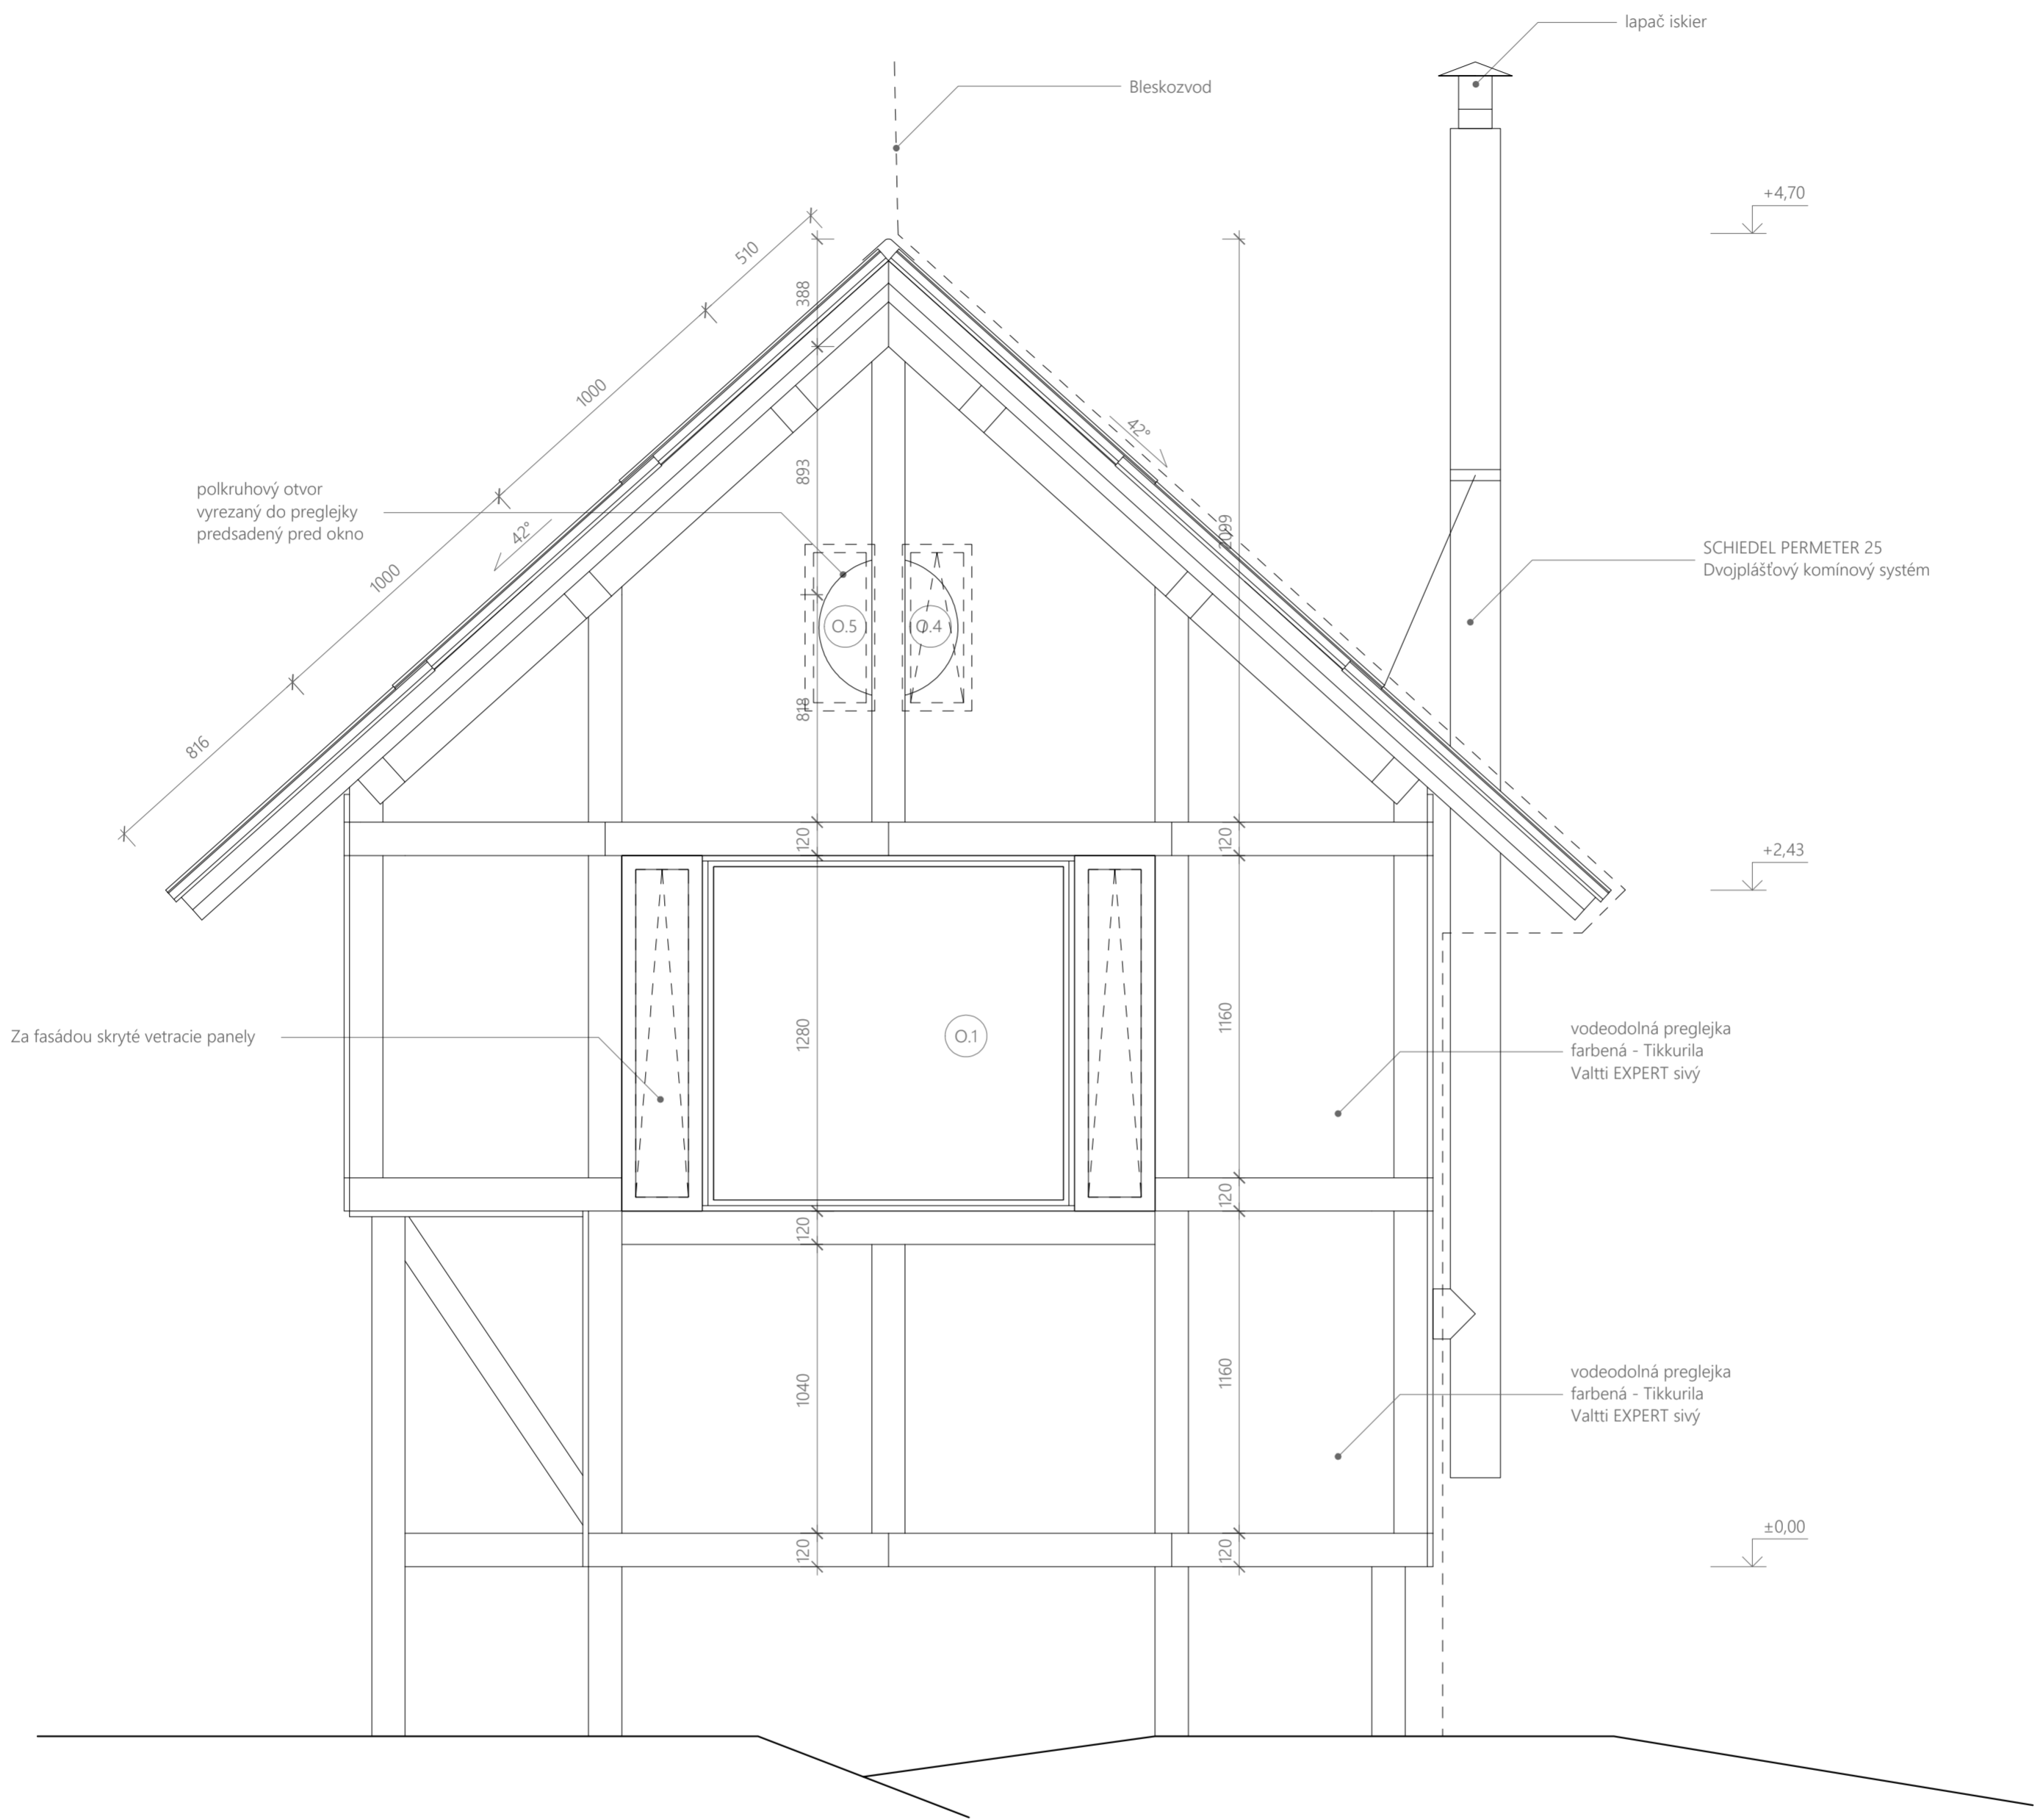 lapač iskier
Bleskozvod
+4,70
510
388
1000
42°
893
polkruhový otvor
vyrezaný do preglejky
predsadený pred okno
42°
2099
SCHIEDEL PERMETER 25
Dvojplášťový komínový systém
1000
O.5
O.4
818
816
120
120
+2,43
Za fasádou skryté vetracie panely
1280
O.1
1160
vodeodolná preglejka
farbená - Tikkurila
Valtti EXPERT sivý
120
120
1040
1160
vodeodolná preglejka
farbená - Tikkurila
Valtti EXPERT sivý
±0,00
120
120